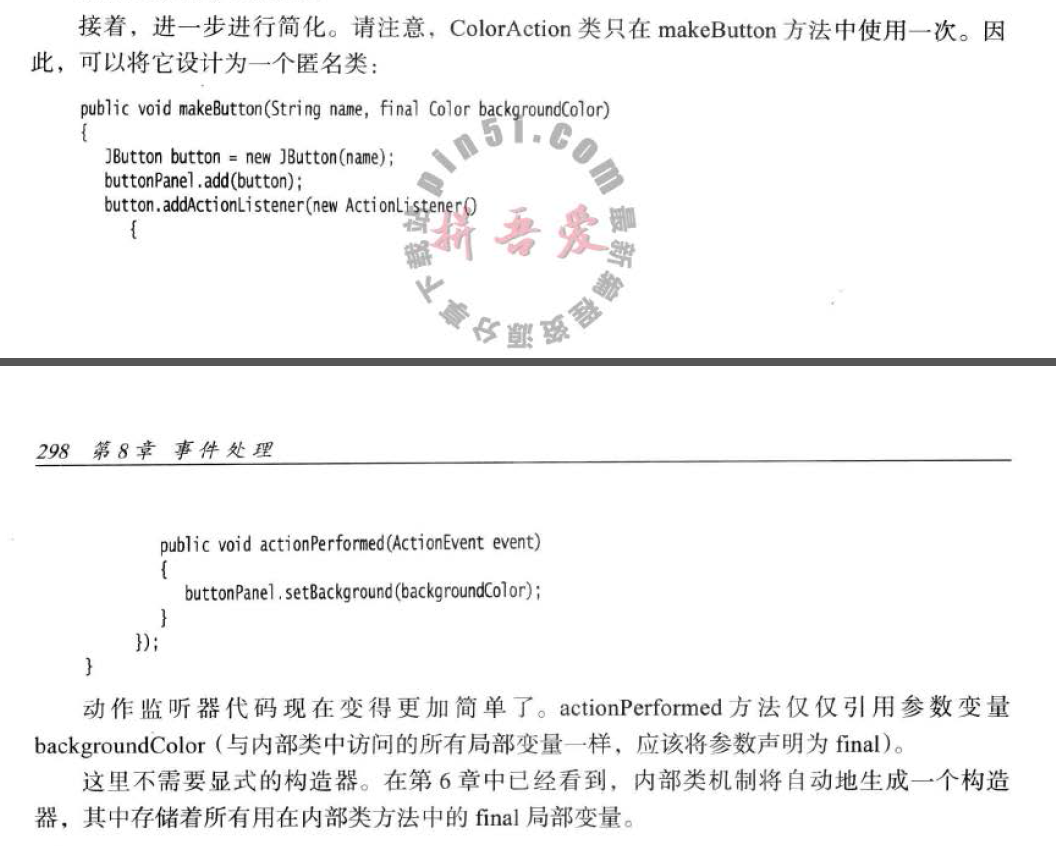 接着，进一步进行简化。请注意，ColorAction 类只在 makeButton 方法中使用一次。因
此，可以将它设计为一个匿名类：
public void makeButton(String name, final Color backgroundColor)
{
JButton button = new JButton(name);
buttonPanel.add(button);
button.addActionListener(new ActionListener()
{
pin51.com
拼吾爱
最新编程资源分享下载站
298 第 8 章 事件处理
public void actionPerformed(ActionEvent event)
{
buttonPanel.setBackground(backgroundColor);
}
});
}
动作监听器代码现在变得更加简单了。actionPerformed 方法仅仅引用参数变量
backgroundColor（与内部类中访问的所有局部变量一样，应该将参数声明为 final）。
这里不需要显式的构造器。在第 6 章中已经看到，内部类机制将自动地生成一个构造
器，其中存储着所有用在内部类方法中的 final 局部变量。